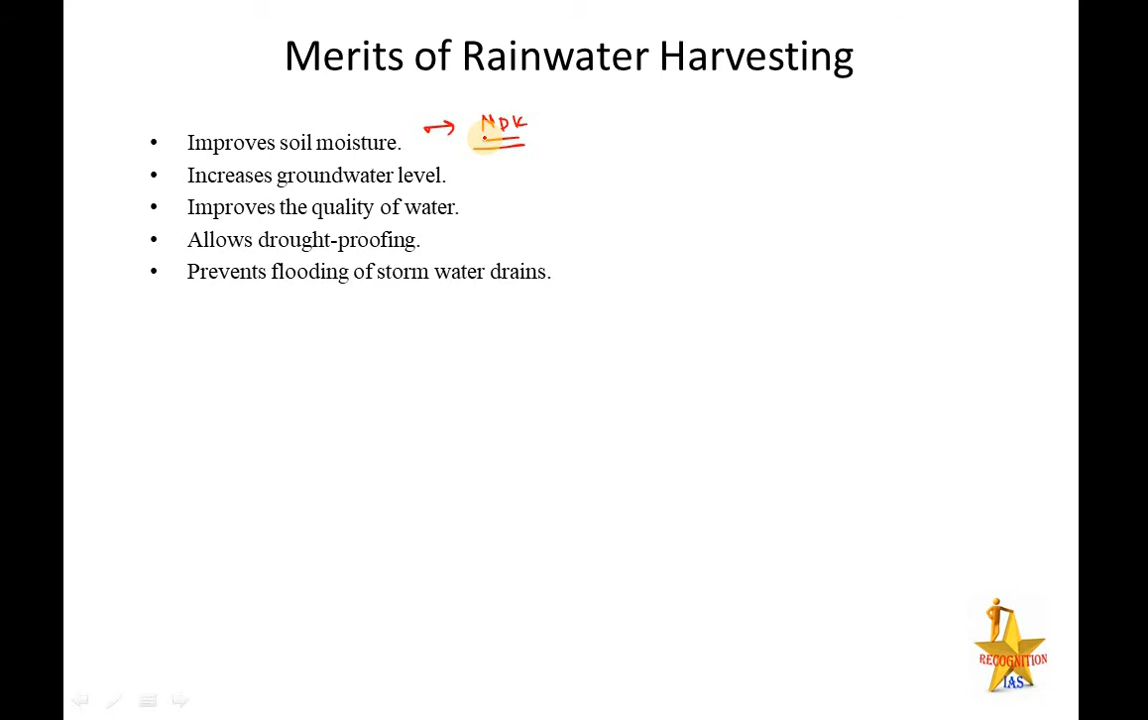 Merits of Rainwater Harvesting
• Improves soil moisture. → NDK
• Increases groundwater level.
• Improves the quality of water.
• Allows drought-proofing.
• Prevents flooding of storm water drains.
RECOGNITION
IAS